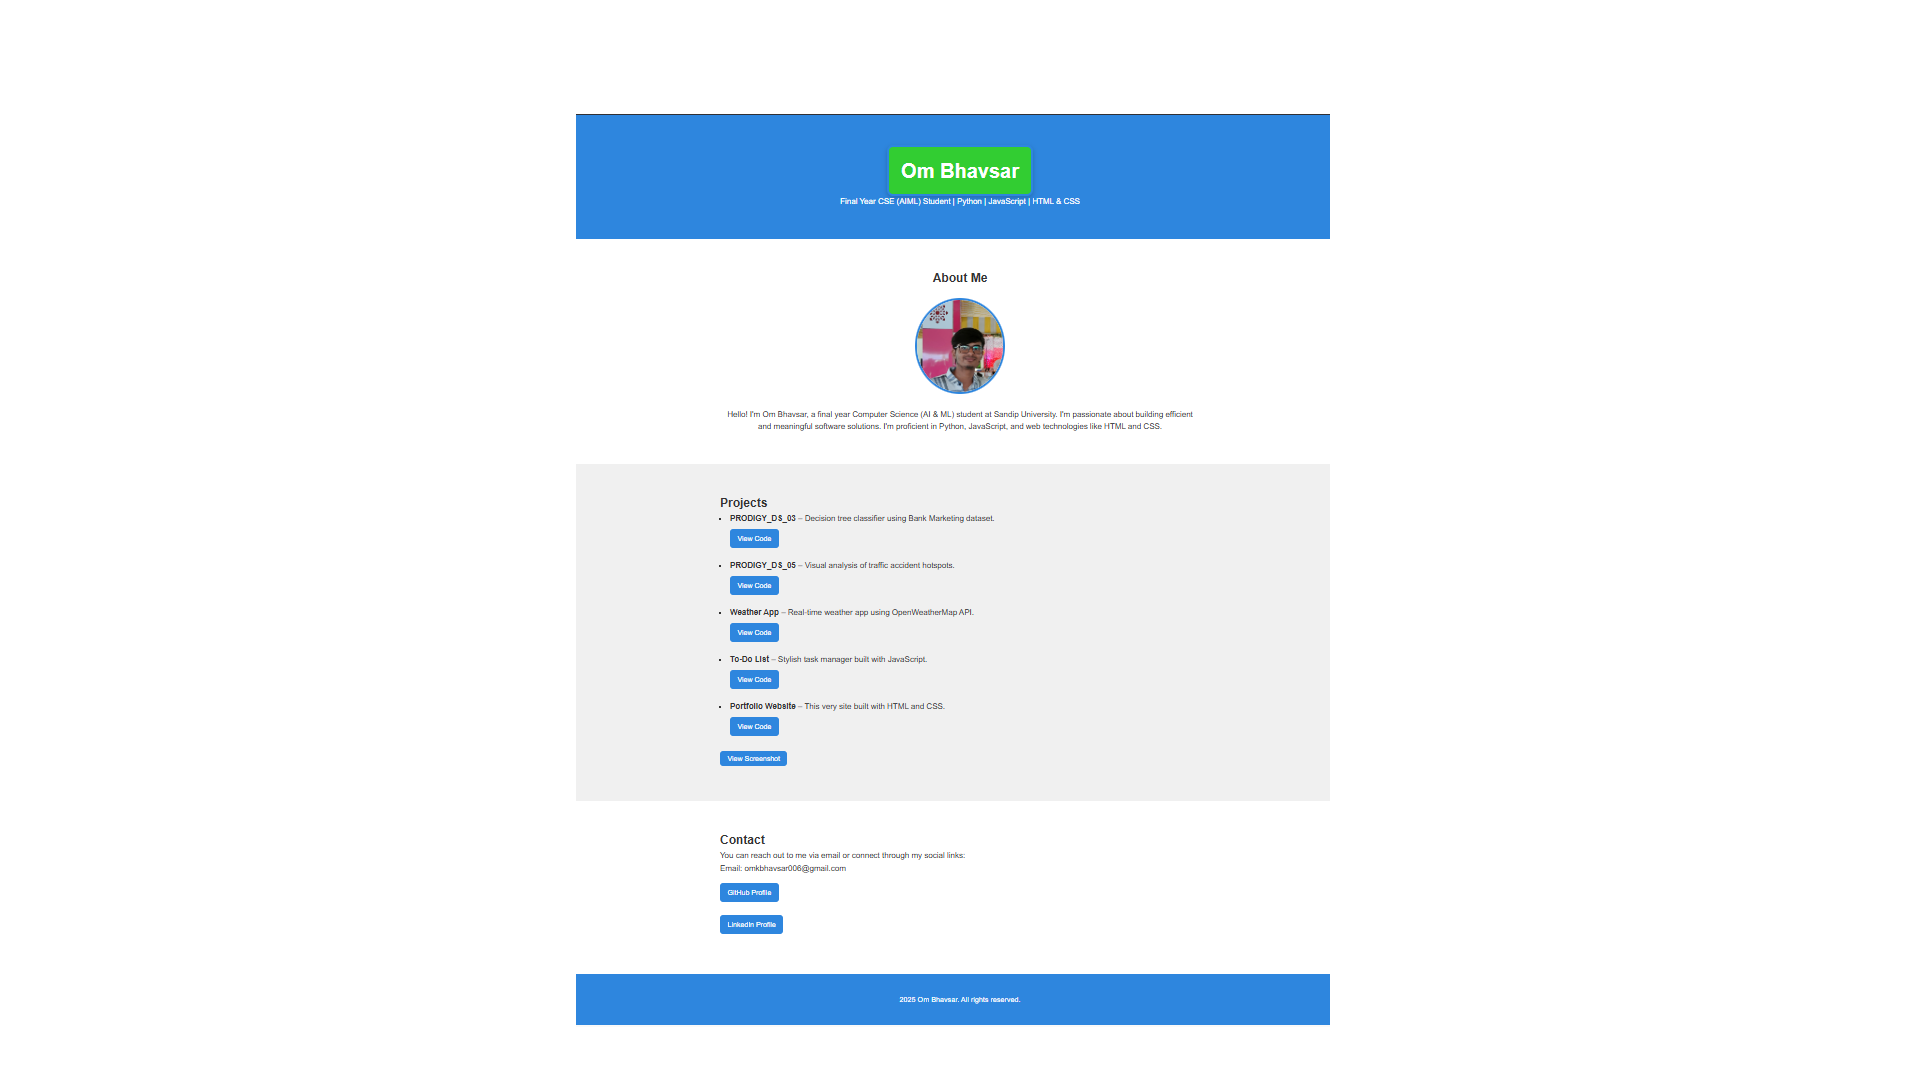 Om Bhavsar
Final Year CSE (AIML) Student | Python | JavaScript | HTML & CSS
About Me
Hello! I'm Om Bhavsar, a final year Computer Science (AI & ML) student at Sandip University. I'm passionate about building efficient
and meaningful software solutions. I'm proficient in Python, JavaScript, and web technologies like HTML and CSS.
Projects
PRODIGY_DS_03 – Decision tree classifier using Bank Marketing dataset.
View Code
PRODIGY_DS_05 – Visual analysis of traffic accident hotspots.
View Code
Weather App – Real-time weather app using OpenWeatherMap API.
View Code
To-Do List – Stylish task manager built with JavaScript.
View Code
Portfolio Website – This very site built with HTML and CSS.
View Code
View Screenshot
Contact
You can reach out to me via email or connect through my social links:
Email: omkbhavsar006@gmail.com
GitHub Profile
LinkedIn Profile
2025 Om Bhavsar. All rights reserved.